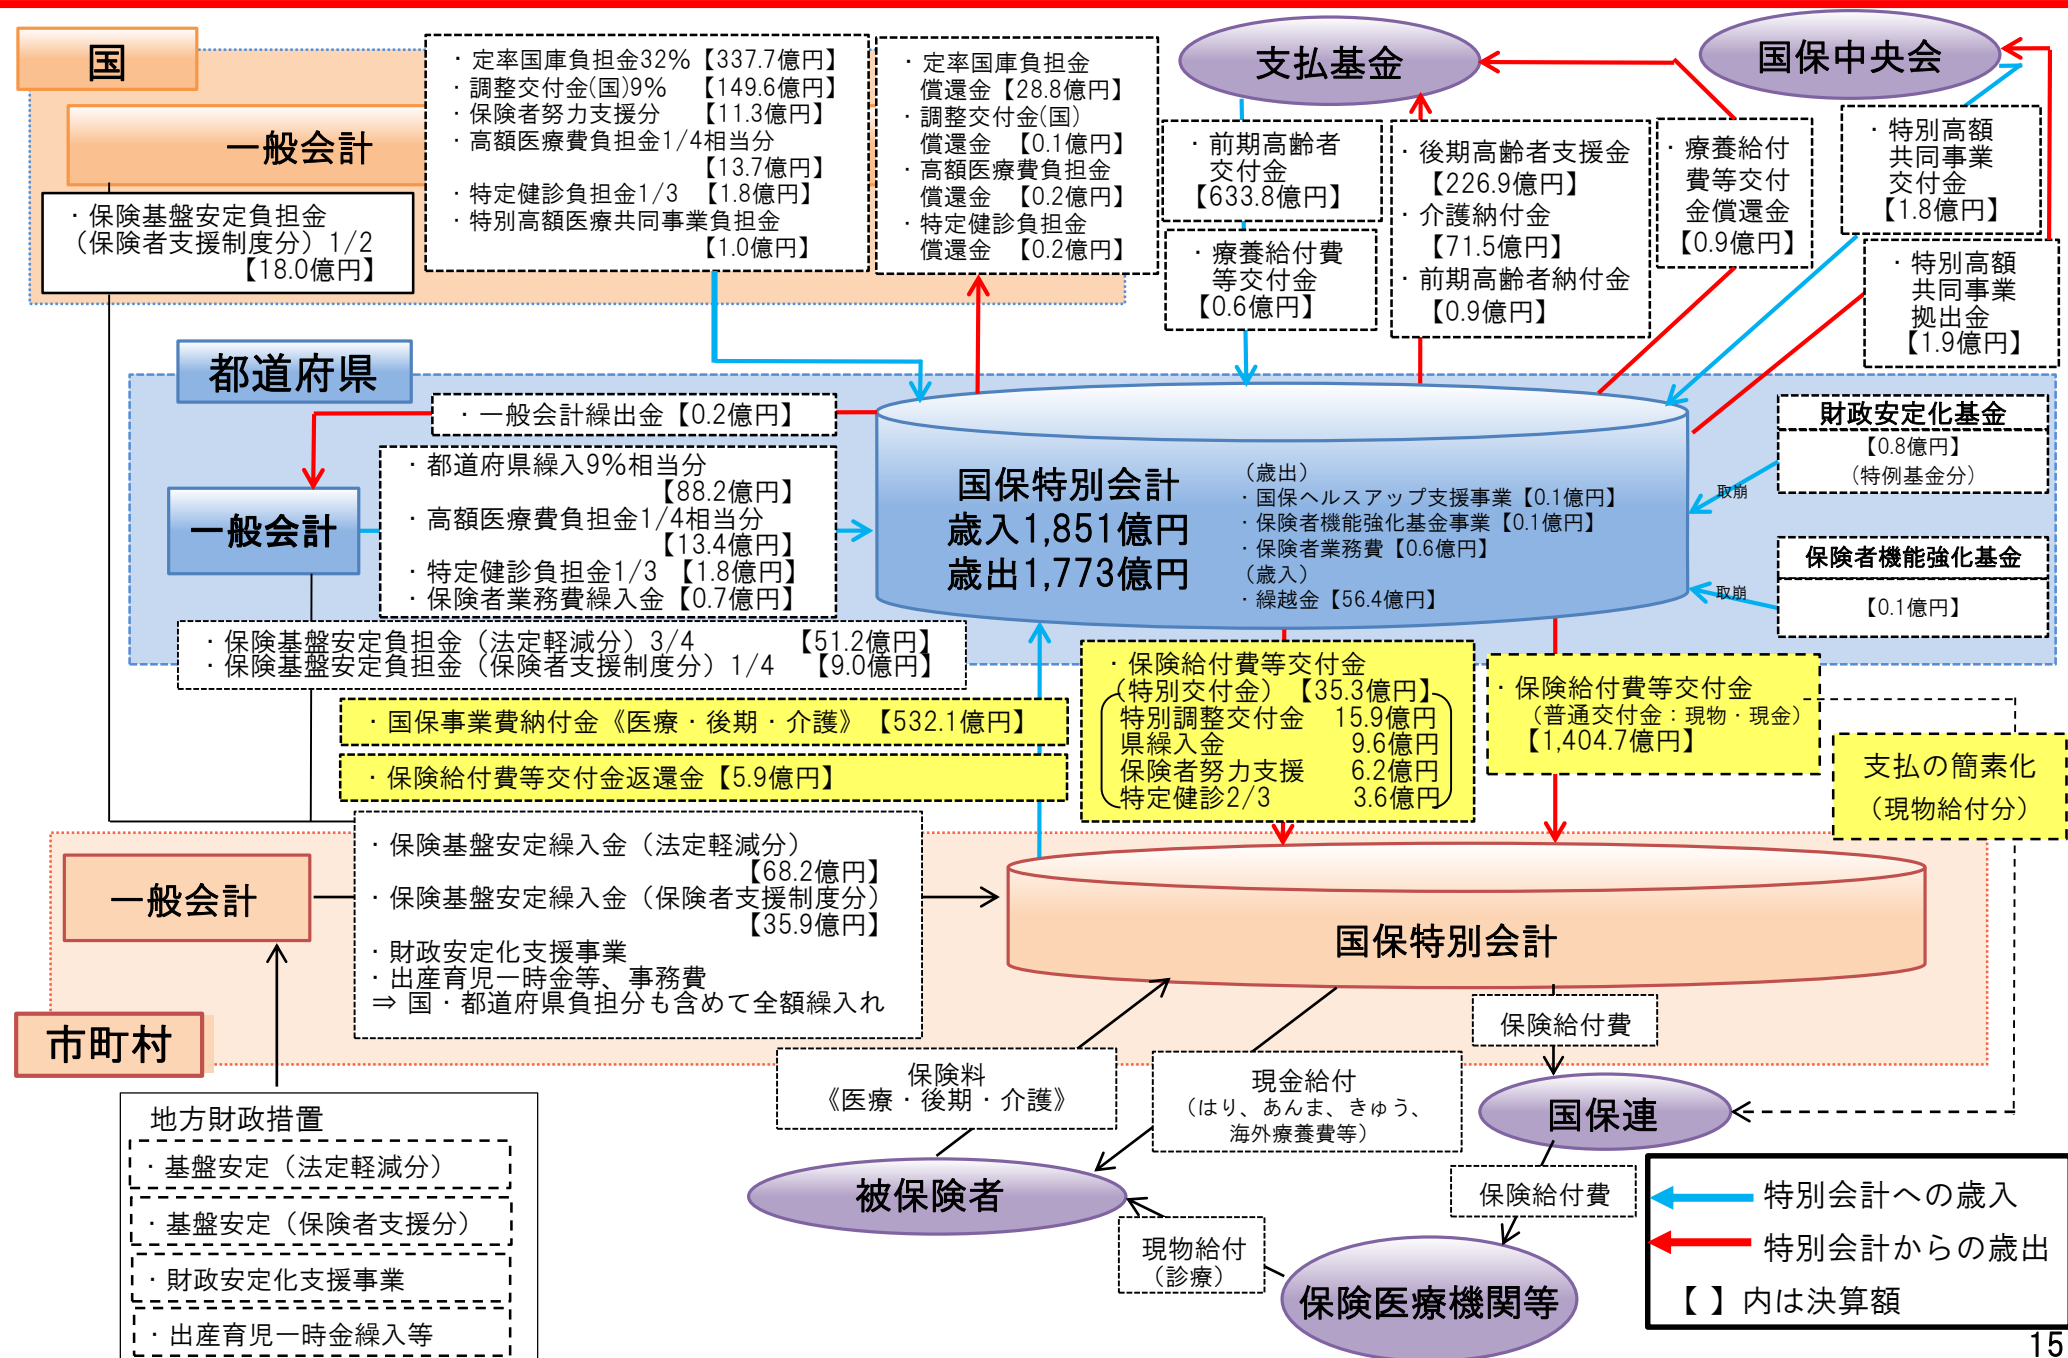 国
一般会計
・保険基盤安定負担金
（保険者支援制度分）1/2
【18.0億円】
・定率国庫負担金32%【337.7億円】
・調整交付金(国)9%　【149.6億円】
・保険者努力支援分　【11.3億円】
・高額医療費負担金1/4相当分
【13.7億円】
・特定健診負担金1/3　【1.8億円】
・特別高額医療共同事業負担金
【1.0億円】
・定率国庫負担金
償還金【28.8億円】
・調整交付金(国)
償還金　【0.1億円】
・高額医療費負担金
償還金　【0.2億円】
・特定健診負担金
償還金　【0.2億円】
支払基金
国保中央会
・前期高齢者
交付金
【633.8億円】
・療養給付費
等交付金
【0.6億円】
・後期高齢者支援金
【226.9億円】
・介護納付金
【71.5億円】
・前期高齢者納付金
【0.9億円】
・療養給付
費等交付
金償還金
【0.9億円】
・特別高額
共同事業
交付金
【1.8億円】
・特別高額
共同事業
拠出金
【1.9億円】
都道府県
・一般会計繰出金【0.2億円】
一般会計
・都道府県繰入9%相当分
【88.2億円】
・高額医療費負担金1/4相当分
【13.4億円】
・特定健診負担金1/3 【1.8億円】
・保険者業務費繰入金【0.7億円】
・保険基盤安定負担金（法定軽減分）3/4　【51.2億円】
・保険基盤安定負担金（保険者支援制度分）1/4　【9.0億円】
国保特別会計
歳入1,851億円
歳出1,773億円
（歳出）
・国保ヘルスアップ支援事業【0.1億円】
・保険者機能強化基金事業【0.1億円】
・保険者業務費【0.6億円】
（歳入）
・繰越金【56.4億円】
財政安定化基金
【0.8億円】
（特例基金分）
取崩
保険者機能強化基金
【0.1億円】
取崩
・国保事業費納付金《医療・後期・介護》【532.1億円】
・保険給付費等交付金返還金【5.9億円】
・保険給付費等交付金
（特別交付金）【35.3億円】
特別調整交付金　15.9億円
県繰入金　9.6億円
保険者努力支援　6.2億円
特定健診2/3　3.6億円
・保険給付費等交付金
（普通交付金：現物・現金）
【1,404.7億円】
支払の簡素化
（現物給付分）
一般会計
・保険基盤安定繰入金（法定軽減分）
【68.2億円】
・保険基盤安定繰入金（保険者支援制度分）
【35.9億円】
・財政安定化支援事業
・出産育児一時金等、事務費
⇒ 国・都道府県負担分も含めて全額繰入れ
国保特別会計
市町村
保険料
《医療・後期・介護》
現金給付
（はり、あんま、きゅう、
海外療養費等）
保険給付費
国保連
保険給付費
被保険者
現物給付
（診療）
保険医療機関等
地方財政措置
・基盤安定（法定軽減分）
・基盤安定（保険者支援分）
・財政安定化支援事業
・出産育児一時金繰入等
特別会計への歳入
特別会計からの歳出
【 】内は決算額
15